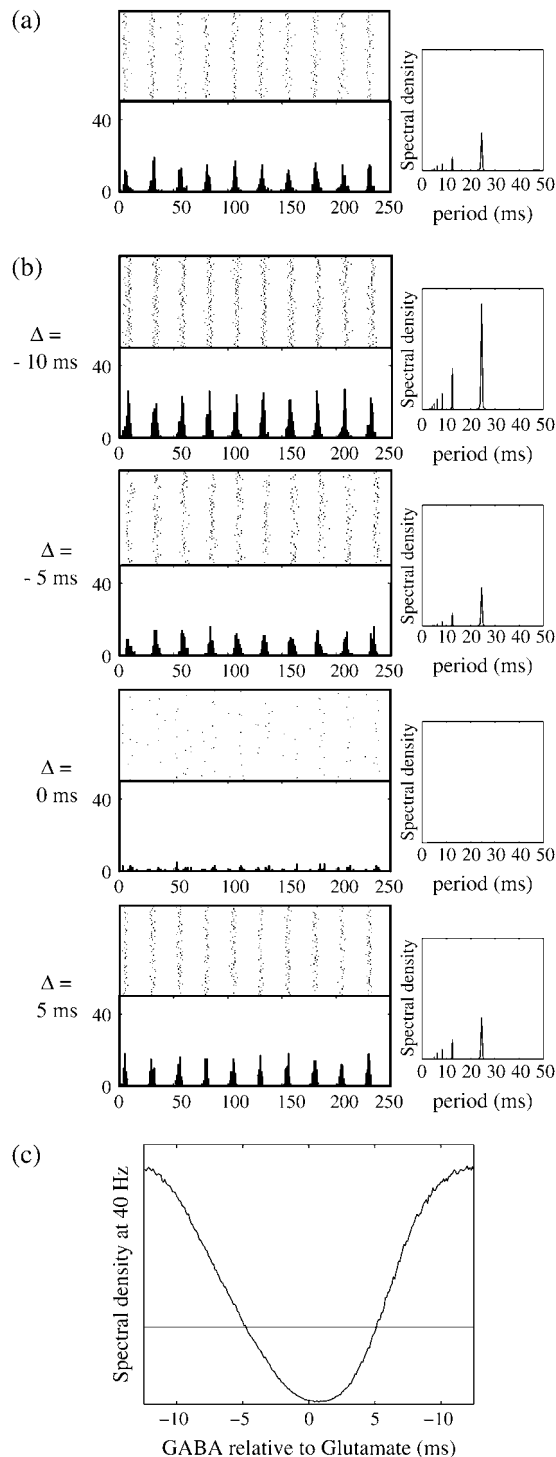 (a)
40
0
0 50 100 150 200 250
Spectral density
0 10 20 30 40 50
period (ms)
(b)
Δ =
- 10 ms
40
0
0 50 100 150 200 250
Spectral density
0 10 20 30 40 50
period (ms)
Δ =
- 5 ms
40
0
0 50 100 150 200 250
Spectral density
0 10 20 30 40 50
period (ms)
Δ =
0 ms
40
0
0 50 100 150 200 250
Spectral density
0 10 20 30 40 50
period (ms)
Δ =
5 ms
40
0
0 50 100 150 200 250
Spectral density
0 10 20 30 40 50
period (ms)
(c)
Spectral density at 40 Hz
−10 −5 0 5 −10
GABA relative to Glutamate (ms)